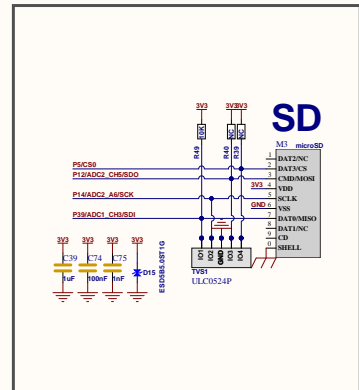 3V3 3V3 3V3
SD
R49 10K
R40 NC
R39 NC
M3 microSD
P5/CS0
P12/ADC2_CH5/SDO
P14/ADC2_A6/SCK
P39/ADC1_CH3/SDI
3V3
GND
1 DAT2/NC
2 DAT3/CS
3 CMD/MOSI
4 VDD
5 SCLK
6 VSS
7 DAT0/MISO
8 DAT1/NC
9 CD
0 SHELL
3V3 3V3 3V3 3V3
C39 C74 C75 D15
1uF 100nF 1nF
ESD5B5.0ST1G
IO1 IO2 GND IO3 IO4
TVS1
ULC0524P